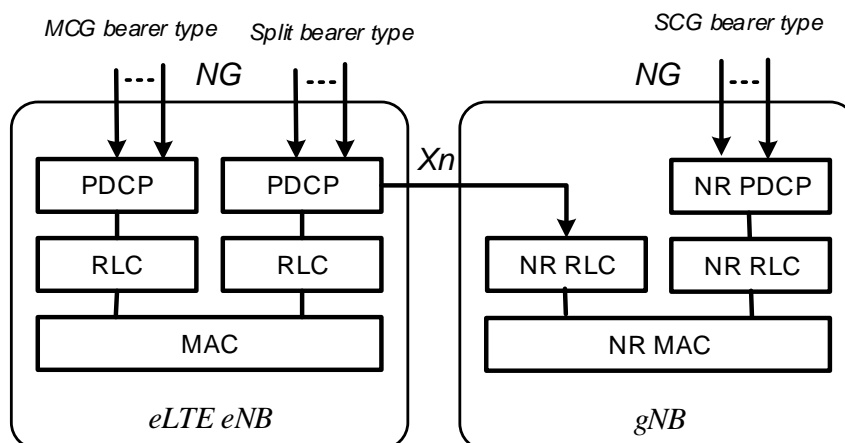 MCG bearer type
Split bearer type
SCG bearer type
NG
NG
Xn
PDCP
PDCP
NR PDCP
RLC
RLC
NR RLC
NR RLC
MAC
NR MAC
eLTE eNB
gNB